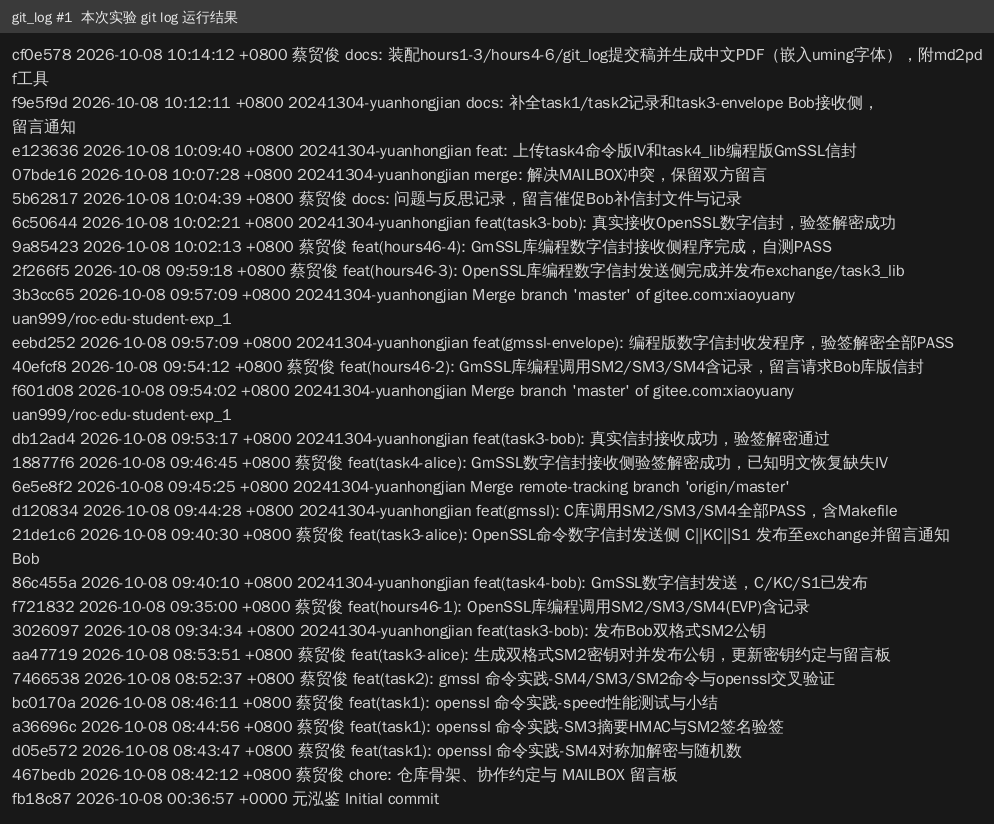 git_log #1 本次实验 git log 运行结果
cf0e578 2026-10-08 10:14:12 +0800 蔡贸俊 docs: 装配hours1-3/hours4-6/git_log提交稿并生成中文PDF（嵌入uming字体），附md2pd
f工具
f9e5f9d 2026-10-08 10:12:11 +0800 20241304-yuanhongjian docs: 补全task1/task2记录和task3-envelope Bob接收侧，
留言通知
e123636 2026-10-08 10:09:40 +0800 20241304-yuanhongjian feat: 上传task4命令版IV和task4_lib编程版GmSSL信封
07bde16 2026-10-08 10:07:28 +0800 20241304-yuanhongjian merge: 解决MAILBOX冲突，保留双方留言
5b62817 2026-10-08 10:04:39 +0800 蔡贸俊 docs: 问题与反思记录，留言催促Bob补信封文件与记录
6c50644 2026-10-08 10:02:21 +0800 20241304-yuanhongjian feat(task3-bob): 真实接收OpenSSL数字信封，验签解密成功
9a85423 2026-10-08 10:02:13 +0800 蔡贸俊 feat(hours46-4): GmSSL库编程数字信封接收侧程序完成，自测PASS
2f266f5 2026-10-08 09:59:18 +0800 蔡贸俊 feat(hours46-3): OpenSSL库编程数字信封发送侧完成并发布exchange/task3_lib
3b3cc65 2026-10-08 09:57:09 +0800 20241304-yuanhongjian Merge branch 'master' of gitee.com:xiaoyuany
uan999/roc-edu-student-exp_1
eebd252 2026-10-08 09:57:09 +0800 20241304-yuanhongjian feat(gmssl-envelope): 编程版数字信封收发程序，验签解密全部PASS
40efcf8 2026-10-08 09:54:12 +0800 蔡贸俊 feat(hours46-2): GmSSL库编程调用SM2/SM3/SM4含记录，留言请求Bob库版信封
f601d08 2026-10-08 09:54:02 +0800 20241304-yuanhongjian Merge branch 'master' of gitee.com:xiaoyuany
uan999/roc-edu-student-exp_1
db12ad4 2026-10-08 09:53:17 +0800 20241304-yuanhongjian feat(task3-bob): 真实信封接收成功，验签解密通过
18877f6 2026-10-08 09:46:45 +0800 蔡贸俊 feat(task4-alice): GmSSL数字信封接收侧验签解密成功，已知明文恢复缺失IV
6e5e8f2 2026-10-08 09:45:25 +0800 20241304-yuanhongjian Merge remote-tracking branch 'origin/master'
d120834 2026-10-08 09:44:28 +0800 20241304-yuanhongjian feat(gmssl): C库调用SM2/SM3/SM4全部PASS，含Makefile
21de1c6 2026-10-08 09:40:30 +0800 蔡贸俊 feat(task3-alice): OpenSSL命令数字信封发送侧 C||KC||S1 发布至exchange并留言通知
Bob
86c455a 2026-10-08 09:40:10 +0800 20241304-yuanhongjian feat(task4-bob): GmSSL数字信封发送，C/KC/S1已发布
f721832 2026-10-08 09:35:00 +0800 蔡贸俊 feat(hours46-1): OpenSSL库编程调用SM2/SM3/SM4(EVP)含记录
3026097 2026-10-08 09:34:34 +0800 20241304-yuanhongjian feat(task3-bob): 发布Bob双格式SM2公钥
aa47719 2026-10-08 08:53:51 +0800 蔡贸俊 feat(task3-alice): 生成双格式SM2密钥对并发布公钥，更新密钥约定与留言板
7466538 2026-10-08 08:52:37 +0800 蔡贸俊 feat(task2): gmssl 命令实践-SM4/SM3/SM2命令与openssl交叉验证
bc0170a 2026-10-08 08:46:11 +0800 蔡贸俊 feat(task1): openssl 命令实践-speed性能测试与小结
a36696c 2026-10-08 08:44:56 +0800 蔡贸俊 feat(task1): openssl 命令实践-SM3摘要HMAC与SM2签名验签
d05e572 2026-10-08 08:43:47 +0800 蔡贸俊 feat(task1): openssl 命令实践-SM4对称加解密与随机数
467bedb 2026-10-08 08:42:12 +0800 蔡贸俊 chore: 仓库骨架、协作约定与 MAILBOX 留言板
fb18c87 2026-10-08 00:36:57 +0000 元泓鉴 Initial commit